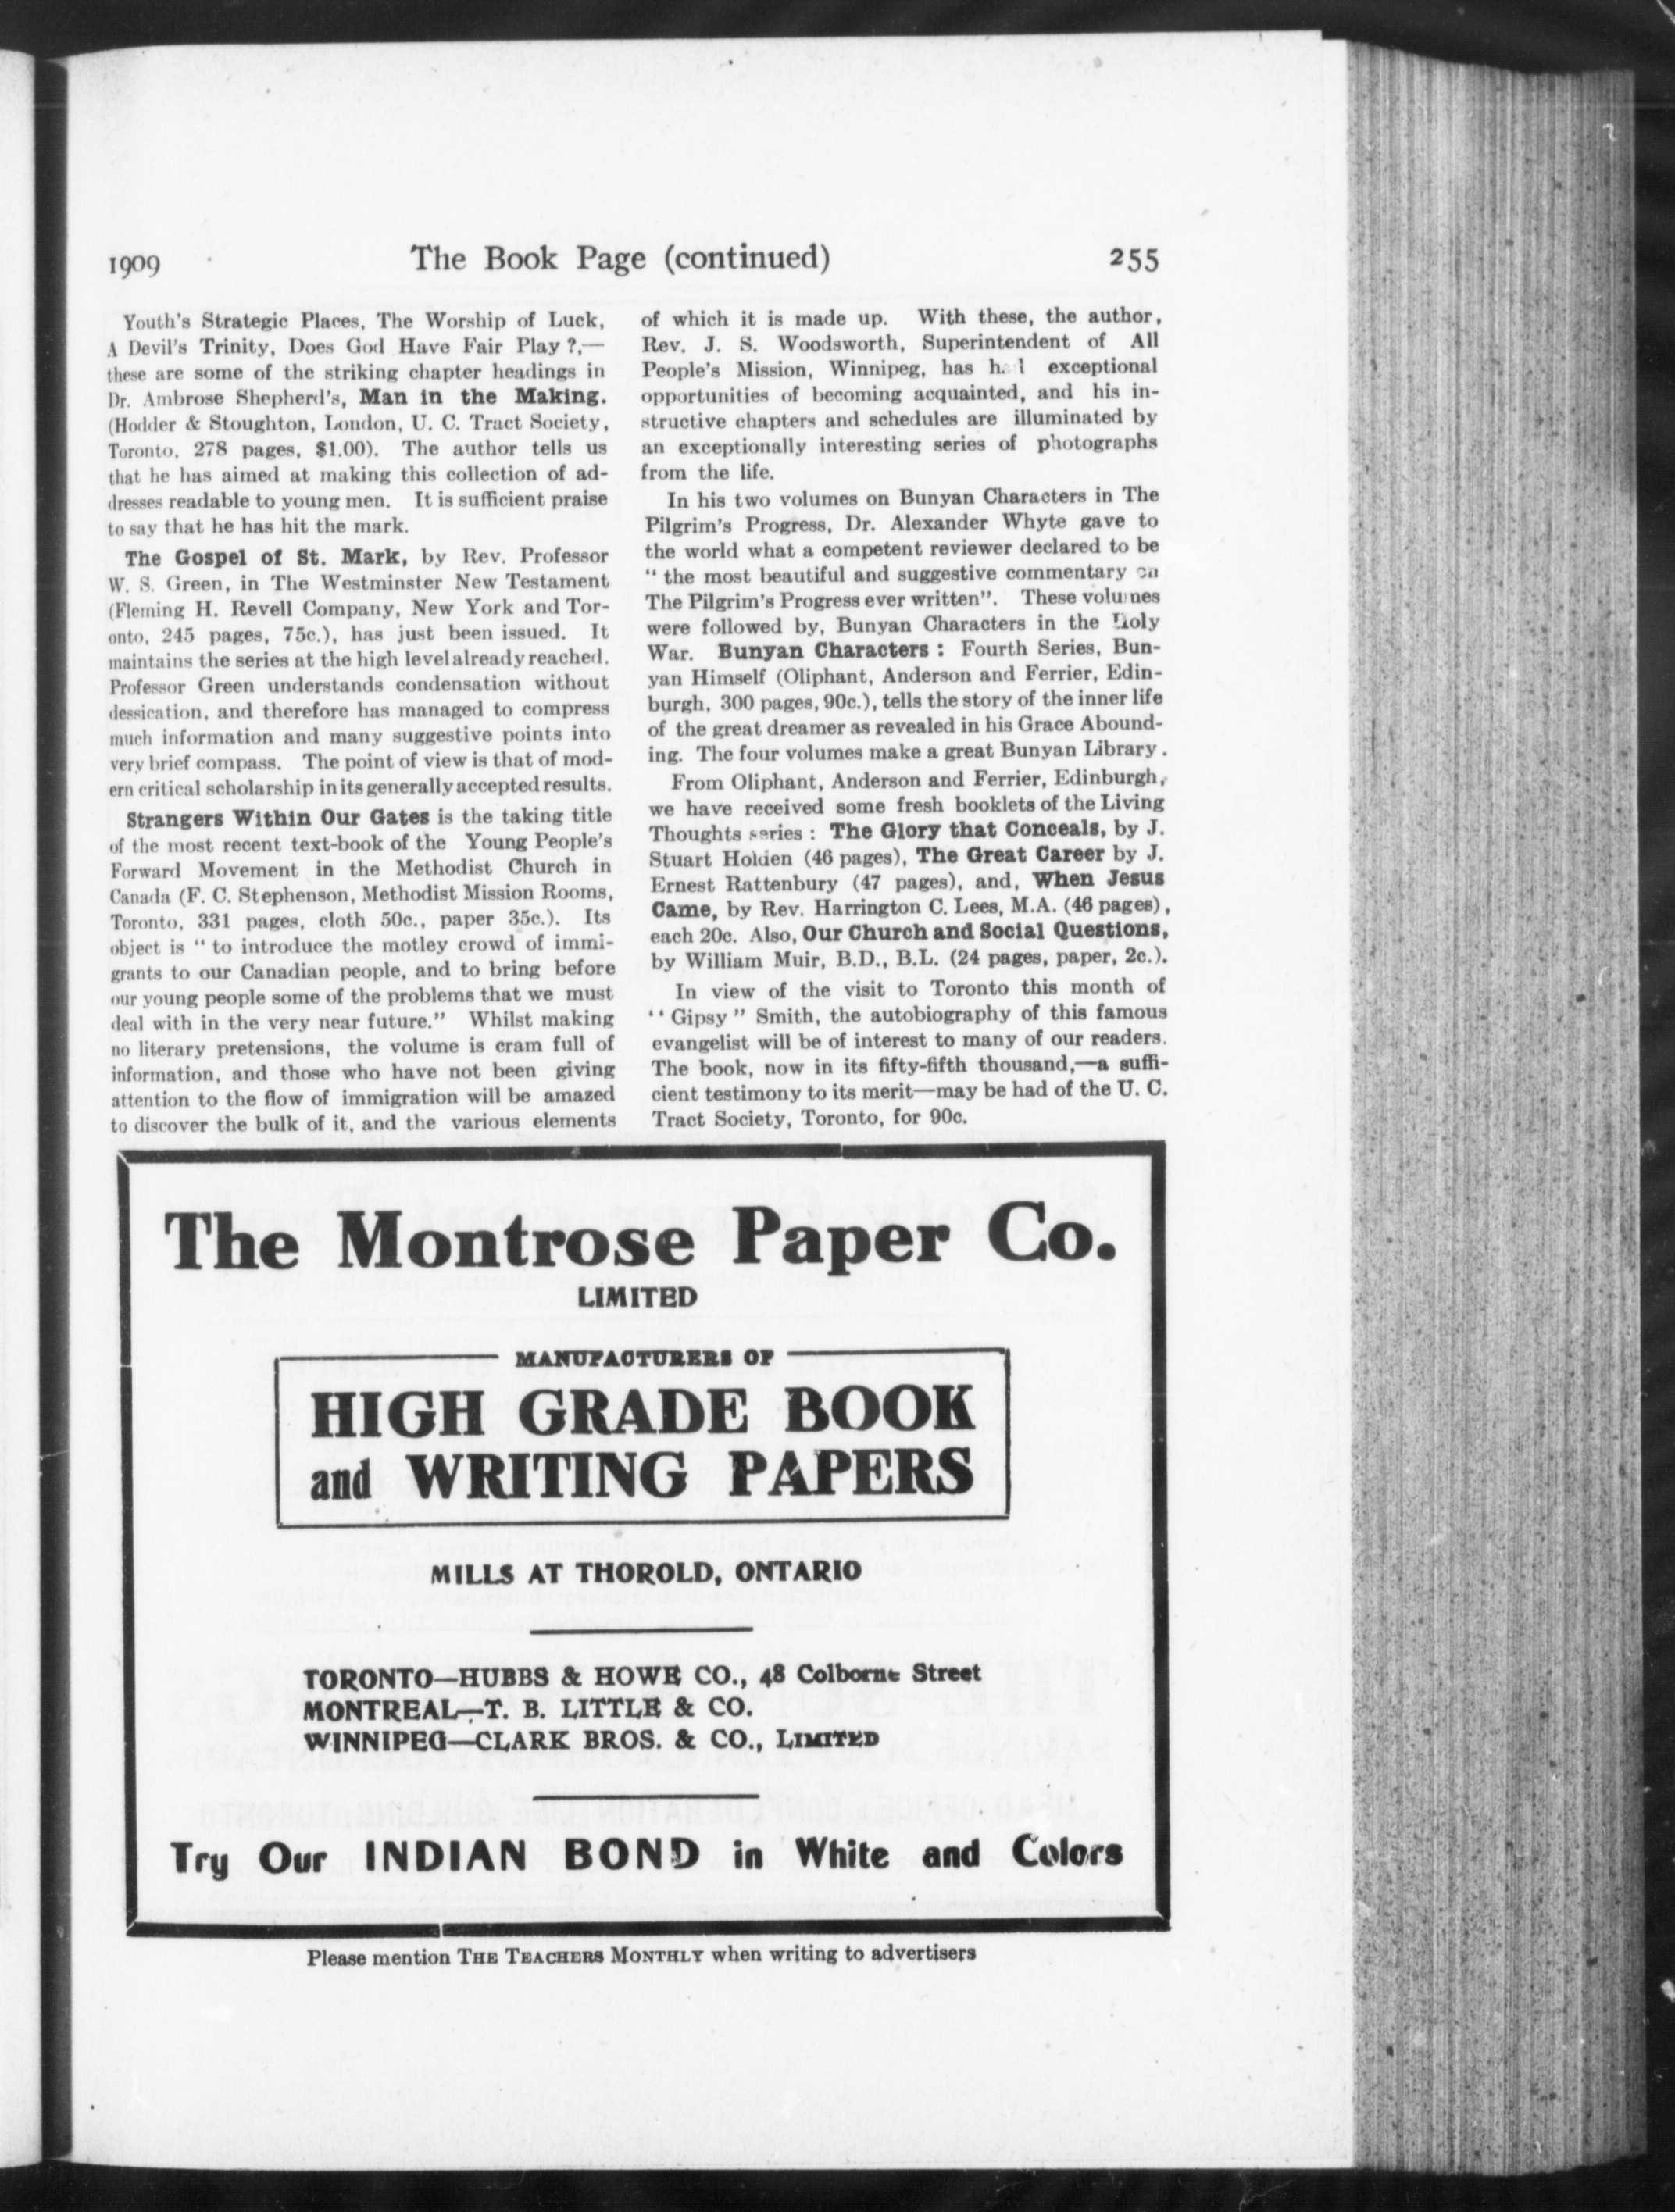 1909
The Book Page (continued)
255
Youth's Strategic Places, The Worship of Luck,
A Devil's Trinity, Does God Have Fair Play ?,—
these are some of the striking chapter headings in
Dr. Ambrose Shepherd's, Man in the Making.
(Hodder & Stoughton, London, U. C. Tract Society,
Toronto, 278 pages, $1.00). The author tells us
that he has aimed at making this collection of ad-
dresses readable to young men. It is sufficient praise
to say that he has hit the mark.
The Gospel of St. Mark, by Rev. Professor
W. S. Green, in The Westminster New Testament
(Fleming H. Revell Company, New York and Tor-
onto, 245 pages, 75c.), has just been issued. It
maintains the series at the high level already reached.
Professor Green understands condensation without
dessication, and therefore has managed to compress
much information and many suggestive points into
very brief compass. The point of view is that of mod-
ern critical scholarship in its generally accepted results.
Strangers Within Our Gates is the taking title
of the most recent text-book of the Young People's
Forward Movement in the Methodist Church in
Canada (F. C. Stephenson, Methodist Mission Rooms,
Toronto, 331 pages, cloth 50c., paper 35c.). Its
object is " to introduce the motley crowd of immi-
grants to our Canadian people, and to bring before
our young people some of the problems that we must
deal with in the very near future." Whilst making
no literary pretensions, the volume is cram full of
information, and those who have not been giving
attention to the flow of immigration will be amazed
to discover the bulk of it, and the various elements
of which it is made up. With these, the author,
Rev. J. S. Woodsworth, Superintendent of All
People's Mission, Winnipeg, has had exceptional
opportunities of becoming acquainted, and his in-
structive chapters and schedules are illuminated by
an exceptionally interesting series of photographs
from the life.
In his two volumes on Bunyan Characters in The
Pilgrim's Progress, Dr. Alexander Whyte gave to
the world what a competent reviewer declared to be
" the most beautiful and suggestive commentary on
The Pilgrim's Progress ever written". These volumes
were followed by, Bunyan Characters in the Holy
War. Bunyan Characters : Fourth Series, Bun-
yan Himself (Oliphant, Anderson and Ferrier, Edin-
burgh, 300 pages, 90c.), tells the story of the inner life
of the great dreamer as revealed in his Grace Abound-
ing. The four volumes make a great Bunyan Library.
From Oliphant, Anderson and Ferrier, Edinburgh,
we have received some fresh booklets of the Living
Thoughts series : The Glory that Conceals, by J.
Stuart Holden (46 pages), The Great Career by J.
Ernest Rattenbury (47 pages), and, When Jesus
Came, by Rev. Harrington C. Lees, M.A. (46 pages),
each 20c. Also, Our Church and Social Questions,
by William Muir, B.D., B.L. (24 pages, paper, 2c.).
In view of the visit to Toronto this month of
" Gipsy " Smith, the autobiography of this famous
evangelist will be of interest to many of our readers.
The book, now in its fifty-fifth thousand,—a suffi-
cient testimony to its merit—may be had of the U. C.
Tract Society, Toronto, for 90c.
The Montrose Paper Co.
LIMITED
MANUFACTURERS OF
HIGH GRADE BOOK
and WRITING PAPERS
MILLS AT THOROLD, ONTARIO
TORONTO—HUBBS & HOWE CO., 48 Colborne Street
MONTREAL—T. B. LITTLE & CO.
WINNIPEG—CLARK BROS. & CO., LIMITED
Try Our INDIAN BOND in White and Colors
Please mention THE TEACHERS MONTHLY when writing to advertisers